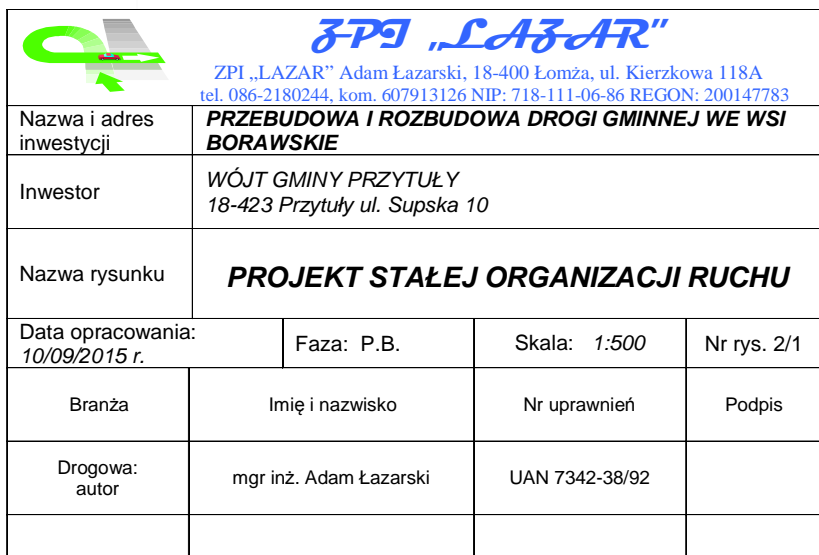 ZPI „LAZAR”
ZPI „LAZAR” Adam Łazarski, 18-400 Łomża, ul. Kierzkowa 118A
tel. 086-2180244, kom. 607913126 NIP: 718-111-06-86 REGON: 200147783
Nazwa i adres inwestycji
PRZEBUDOWA I ROZBUDOWA DROGI GMINNEJ WE WSI
BORAWSKIE
Inwestor
WÓJT GMINY PRZYTUŁY
18-423 Przytuły ul. Supska 10
Nazwa rysunku
PROJEKT STAŁEJ ORGANIZACJI RUCHU
Data opracowania:
10/09/2015 r.
Faza: P.B.
Skala: 1:500
Nr rys. 2/1
Branża
Imię i nazwisko
Nr uprawnień
Podpis
Drogowa:
autor
mgr inż. Adam Łazarski
UAN 7342-38/92